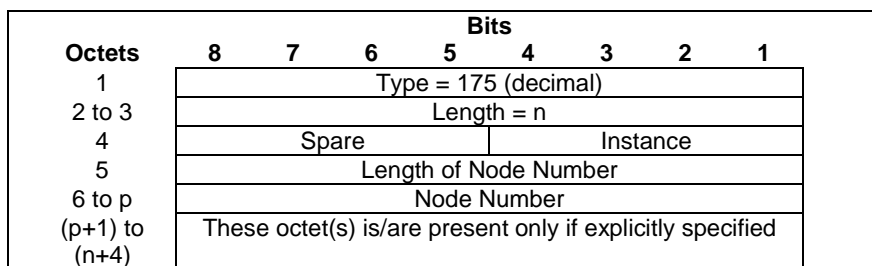 Bits
Octets 8 7 6 5 4 3 2 1
1 Type = 175 (decimal)
2 to 3 Length = n
4 Spare Instance
5 Length of Node Number
6 to p Node Number
(p+1) to These octet(s) is/are present only if explicitly specified
(n+4)